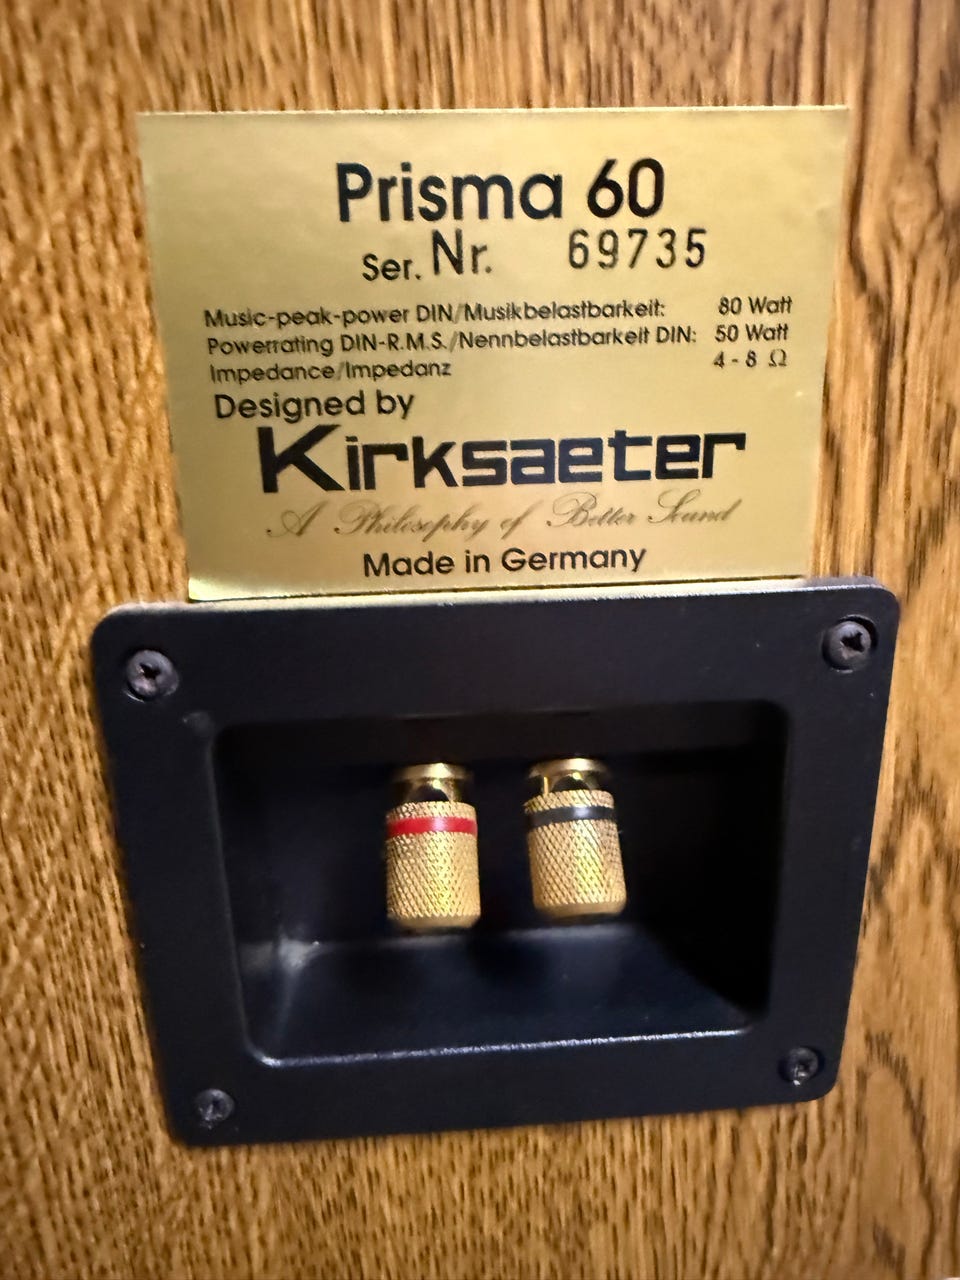 Prisma 60
Ser. Nr. 69735
Music-peak-power DIN/Musikbelastbarkeit: 80 Watt
Powerrating DIN-R.M.S./Nennbelastbarkeit DIN: 50 Watt
Impedance/Impedanz 4-8 Ω
Designed by
Kirksaeter
A Philosophy of Better Sound
Made in Germany